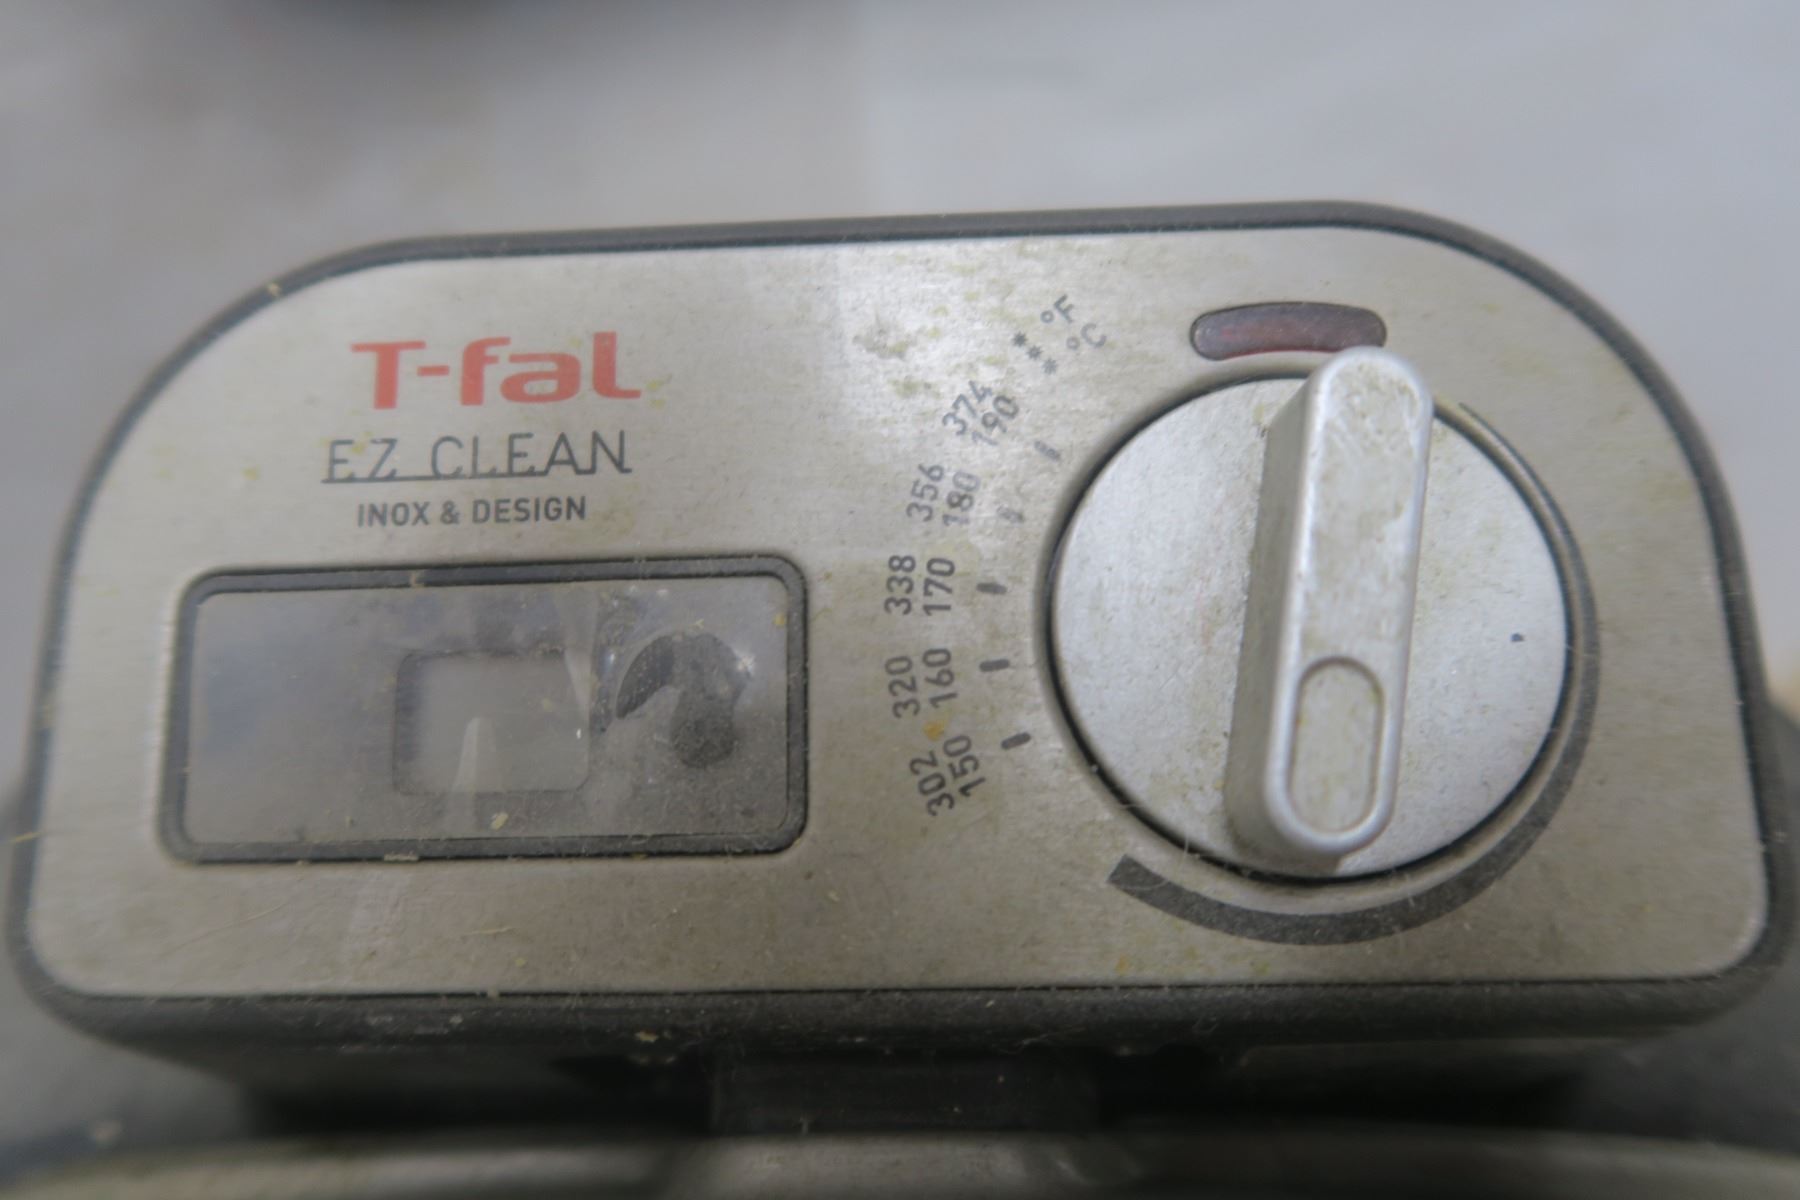 T-fal
EZ CLEAN
INOX & DESIGN
*** °F
°C
374
190
356
180
338
170
320
160
302
150